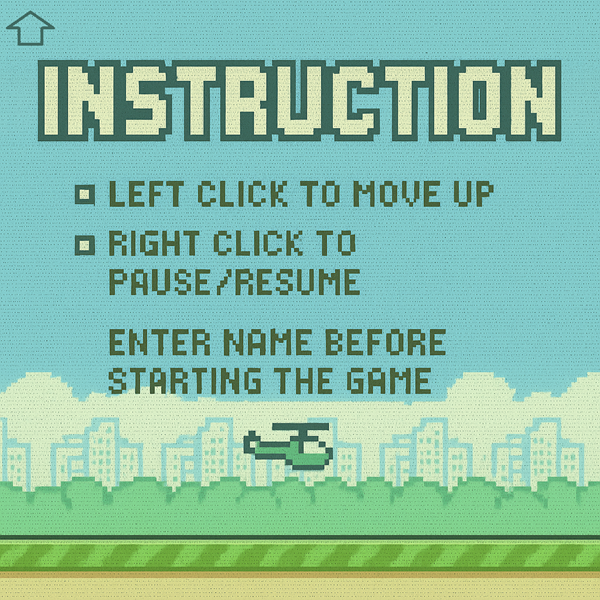 INSTRUCTION
LEFT CLICK TO MOVE UP
RIGHT CLICK TO
PAUSE/RESUME
ENTER NAME BEFORE
STARTING THE GAME